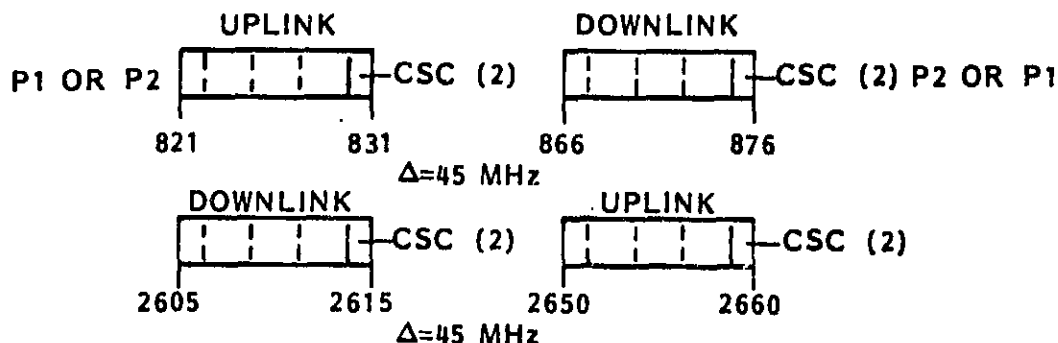 UPLINK DOWNLINK
P1 OR P2 CSC (2) CSC (2) P2 OR P1
821 831 866 876
Δ=45 MHz
DOWNLINK UPLINK
CSC (2) CSC (2)
2605 2615 2650 2660
Δ=45 MHz